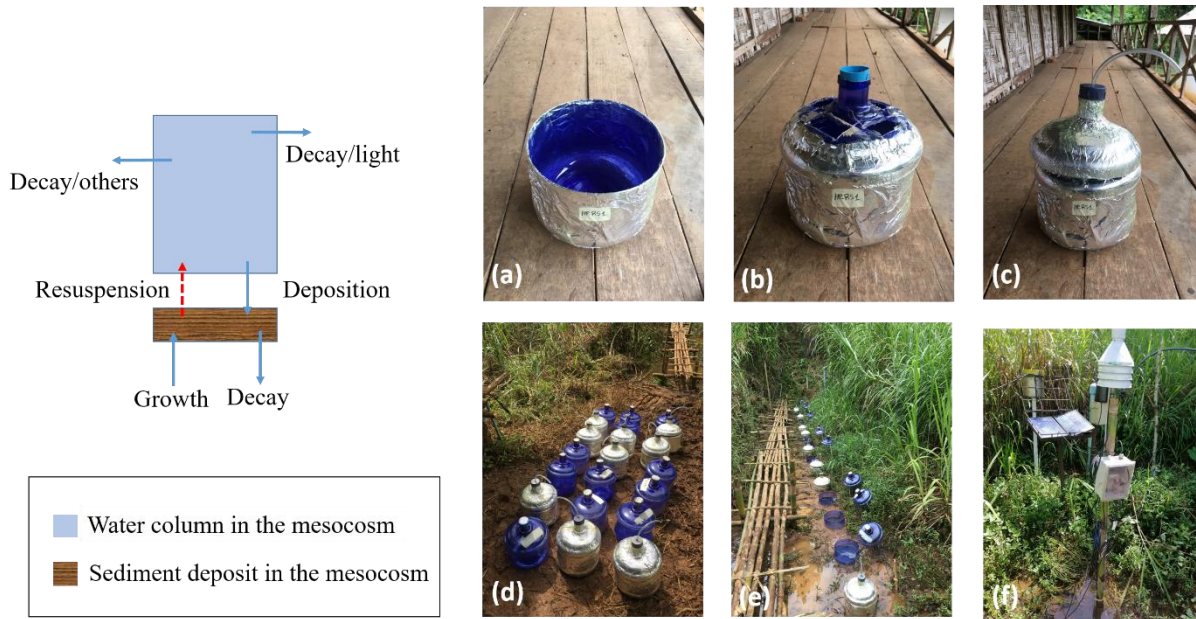 Decay/light
Decay/others
Resuspension
Deposition
Growth
Decay
Water column in the mesocosm
Sediment deposit in the mesocosm
(a)
(b)
(c)
(d)
(e)
(f)